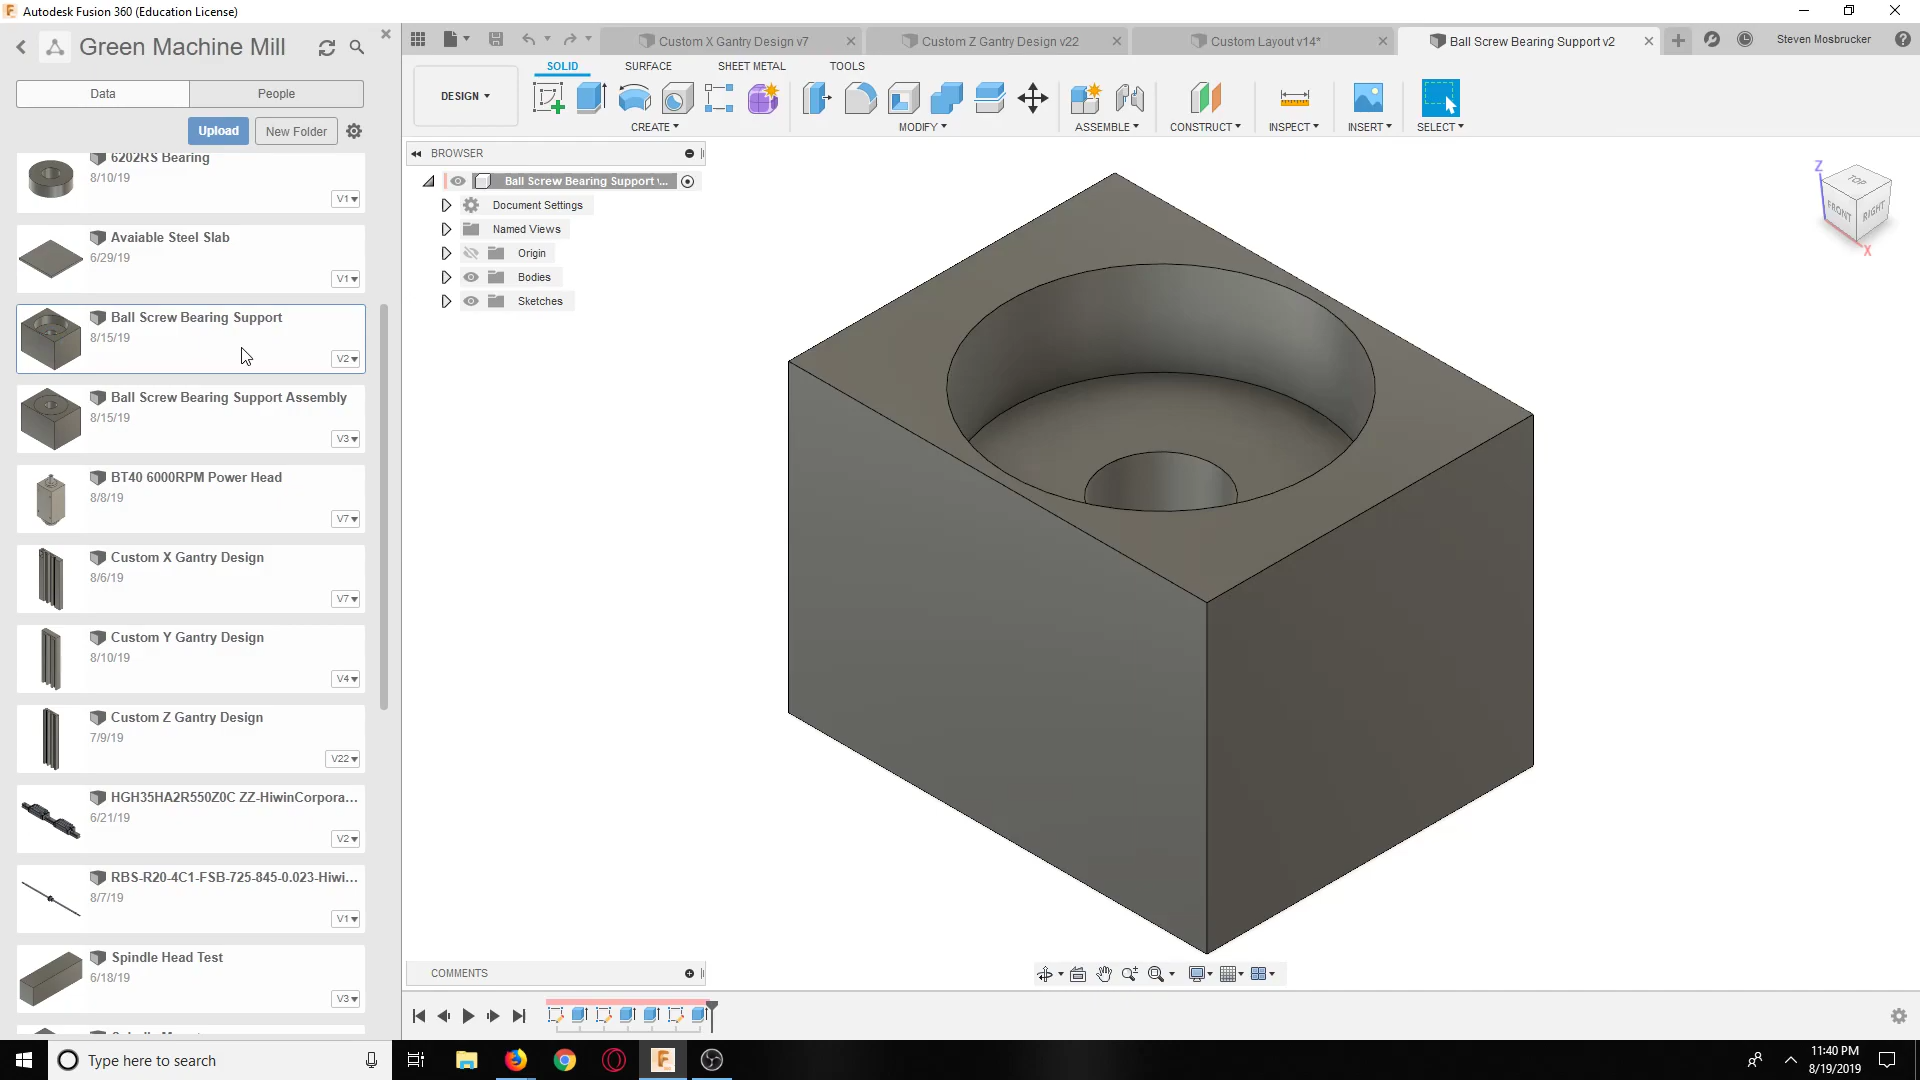 Autodesk Fusion 360 (Education License)
Green Machine Mill
Data
People
Upload
New Folder
6202RS Bearing
8/10/19
V1
Avaiable Steel Slab
6/29/19
V1
Ball Screw Bearing Support
8/15/19
V2
Ball Screw Bearing Support Assembly
8/15/19
V3
BT40 6000RPM Power Head
8/8/19
V7
Custom X Gantry Design
8/6/19
V7
Custom Y Gantry Design
8/10/19
V4
Custom Z Gantry Design
7/9/19
V22
HGH35HA2R550Z0C ZZ-HiwinCorpora...
6/21/19
V2
RBS-R20-4C1-FSB-725-845-0.023-Hiwi...
8/7/19
V1
Spindle Head Test
6/18/19
V3
Custom X Gantry Design v7
Custom Z Gantry Design v22
Custom Layout v14*
Ball Screw Bearing Support v2
Steven Mosbrucker
SOLID
SURFACE
SHEET METAL
TOOLS
DESIGN
CREATE
MODIFY
ASSEMBLE
CONSTRUCT
INSPECT
INSERT
SELECT
BROWSER
Ball Screw Bearing Support ...
Document Settings
Named Views
Origin
Bodies
Sketches
Z
TOP
FRONT
RIGHT
X
COMMENTS
Type here to search
11:40 PM
8/19/2019